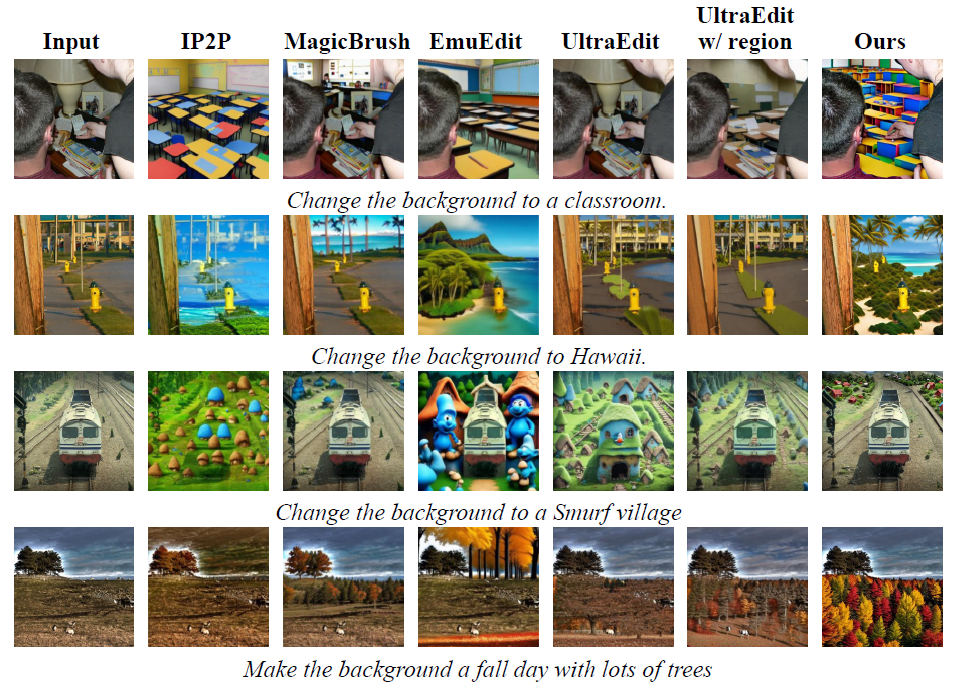 UltraEdit
Input IP2P MagicBrush EmuEdit UltraEdit w/ region Ours
Change the background to a classroom.
Change the background to Hawaii.
Change the background to a Smurf village
Make the background a fall day with lots of trees